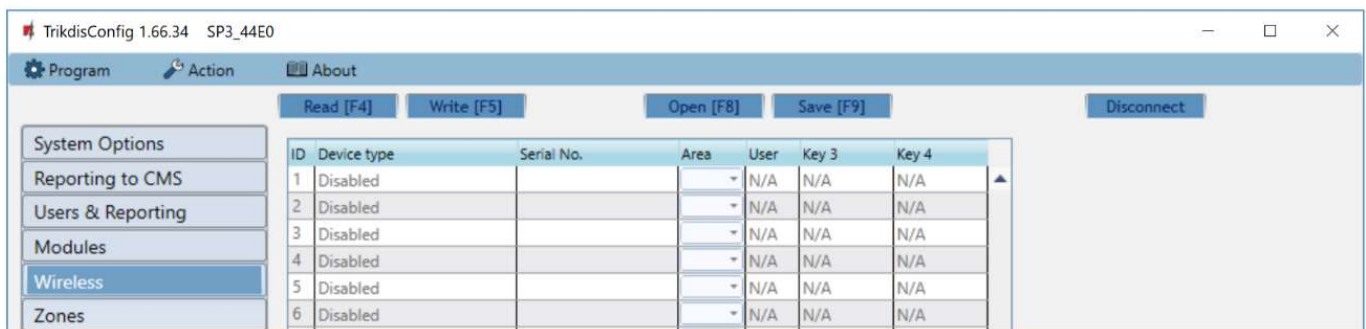 TrikdisConfig 1.66.34 SP3_44E0
Program Action About
Read [F4] Write [F5] Open [F8] Save [F9] Disconnect
System Options
Reporting to CMS
Users & Reporting
Modules
Wireless
Zones
ID Device type Serial No. Area User Key 3 Key 4
1 Disabled N/A N/A N/A
2 Disabled N/A N/A N/A
3 Disabled N/A N/A N/A
4 Disabled N/A N/A N/A
5 Disabled N/A N/A N/A
6 Disabled N/A N/A N/A